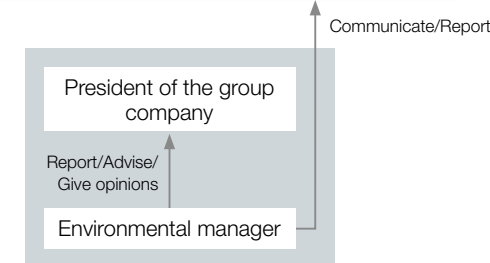 Communicate/Report
President of the group
company
Report/Advise/
Give opinions
Environmental manager